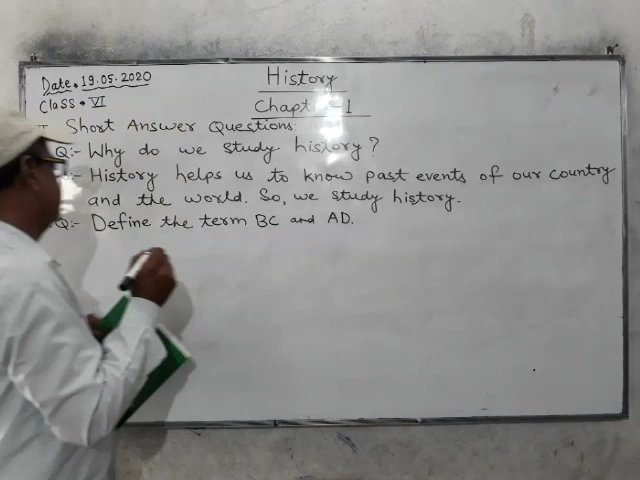 Date. 19.05.2020
History
Class. VI
Chapt 1
I. Short Answer Questions
Q:- Why do we study history?
:- History helps us to know past events of our country
and the world. So, we study history.
Q:- Define the term BC and AD.